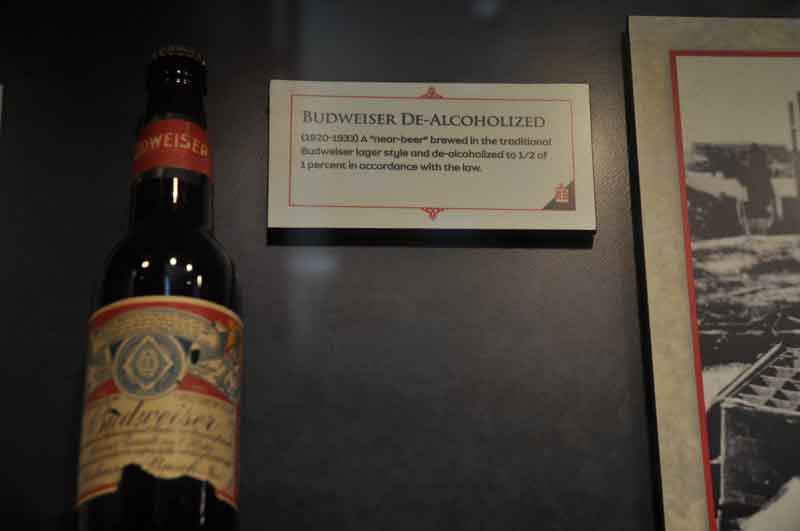 BUDWEISER
BUDWEISER DE-ALCOHOLIZED
(1920-1933) A "near-beer" brewed in the traditional
Budweiser lager style and de-alcoholized to 1/2 of
1 percent in accordance with the law.
Budweiser